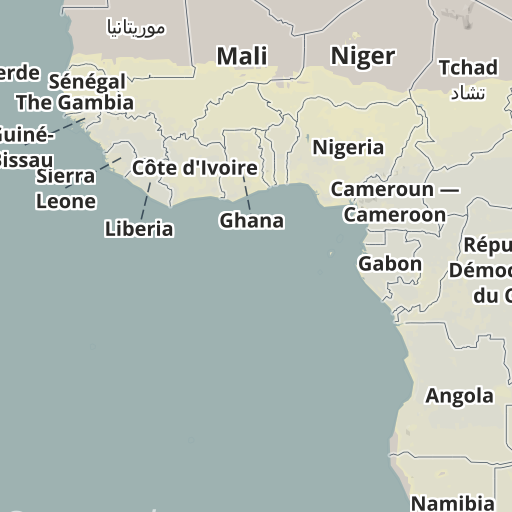 موريتانيا
Mali
Niger
Tchad
تشاد
erde
Sénégal
The Gambia
Guiné-
Bissau
Sierra
Leone
Côte d'Ivoire
Liberia
Ghana
Nigeria
Cameroun —
Cameroon
Gabon
Répu
Démoc
du C
Angola
Namibia